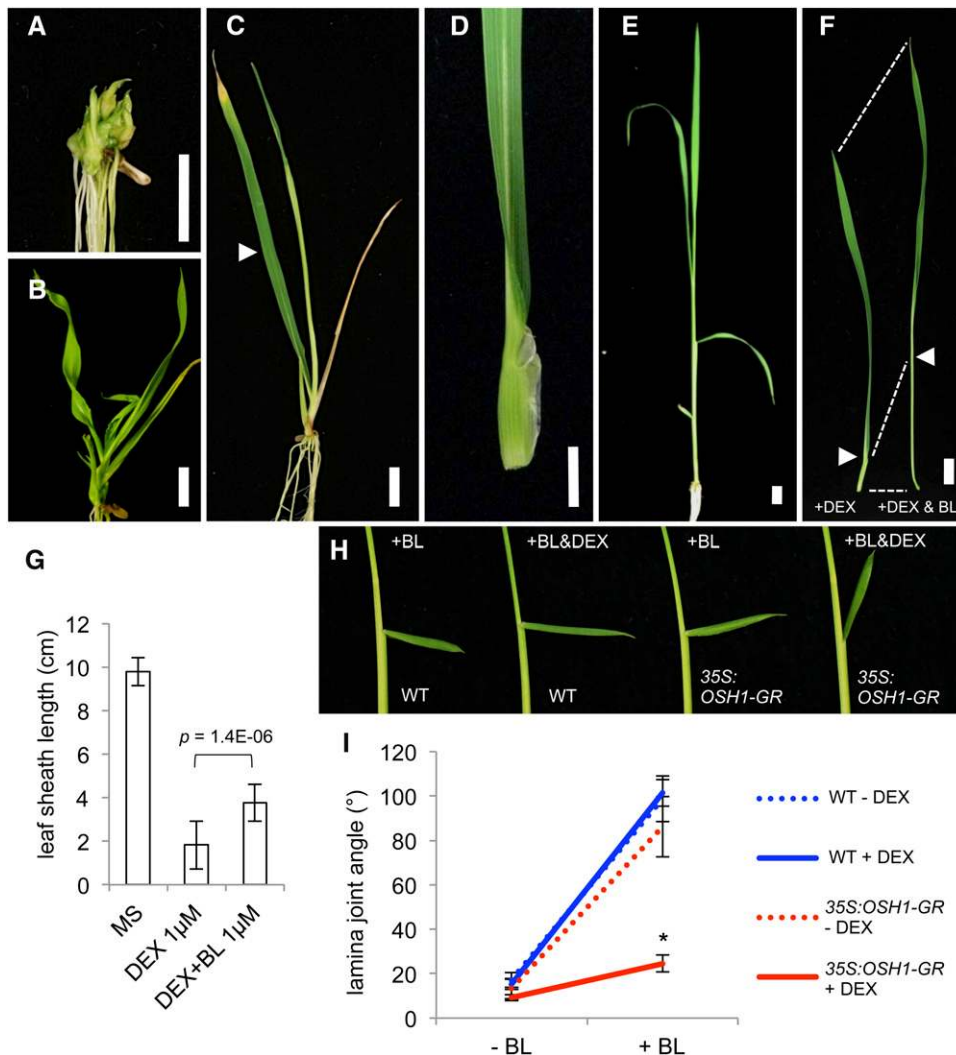 A
B
C
D
E
F
+DEX
+DEX & BL
G
leaf sheath length (cm)
12
10
8
6
4
2
0
p = 1.4E-06
MS
DEX 1µM
DEX+BL 1µM
H
+BL
+BL&DEX
+BL
+BL&DEX
WT
WT
35S:
OSH1-GR
35S:
OSH1-GR
I
lamina joint angle (°)
120
100
80
60
40
20
0
*
- BL
+ BL
WT - DEX
WT + DEX
35S:OSH1-GR
- DEX
35S:OSH1-GR
+ DEX